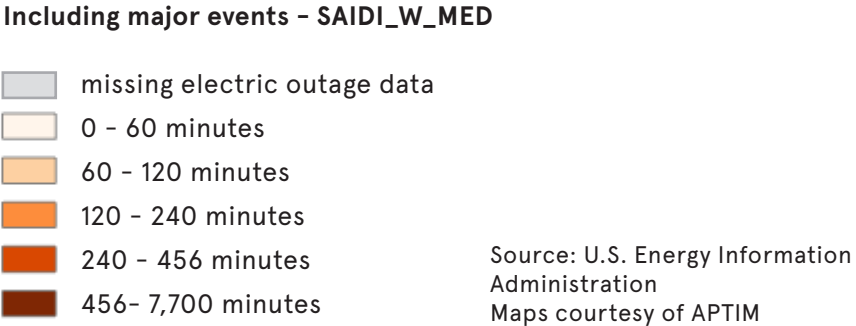 Including major events - SAIDI_W_MED
missing electric outage data
0 - 60 minutes
60 - 120 minutes
120 - 240 minutes
240 - 456 minutes
456- 7,700 minutes
Source: U.S. Energy Information
Administration
Maps courtesy of APTIM